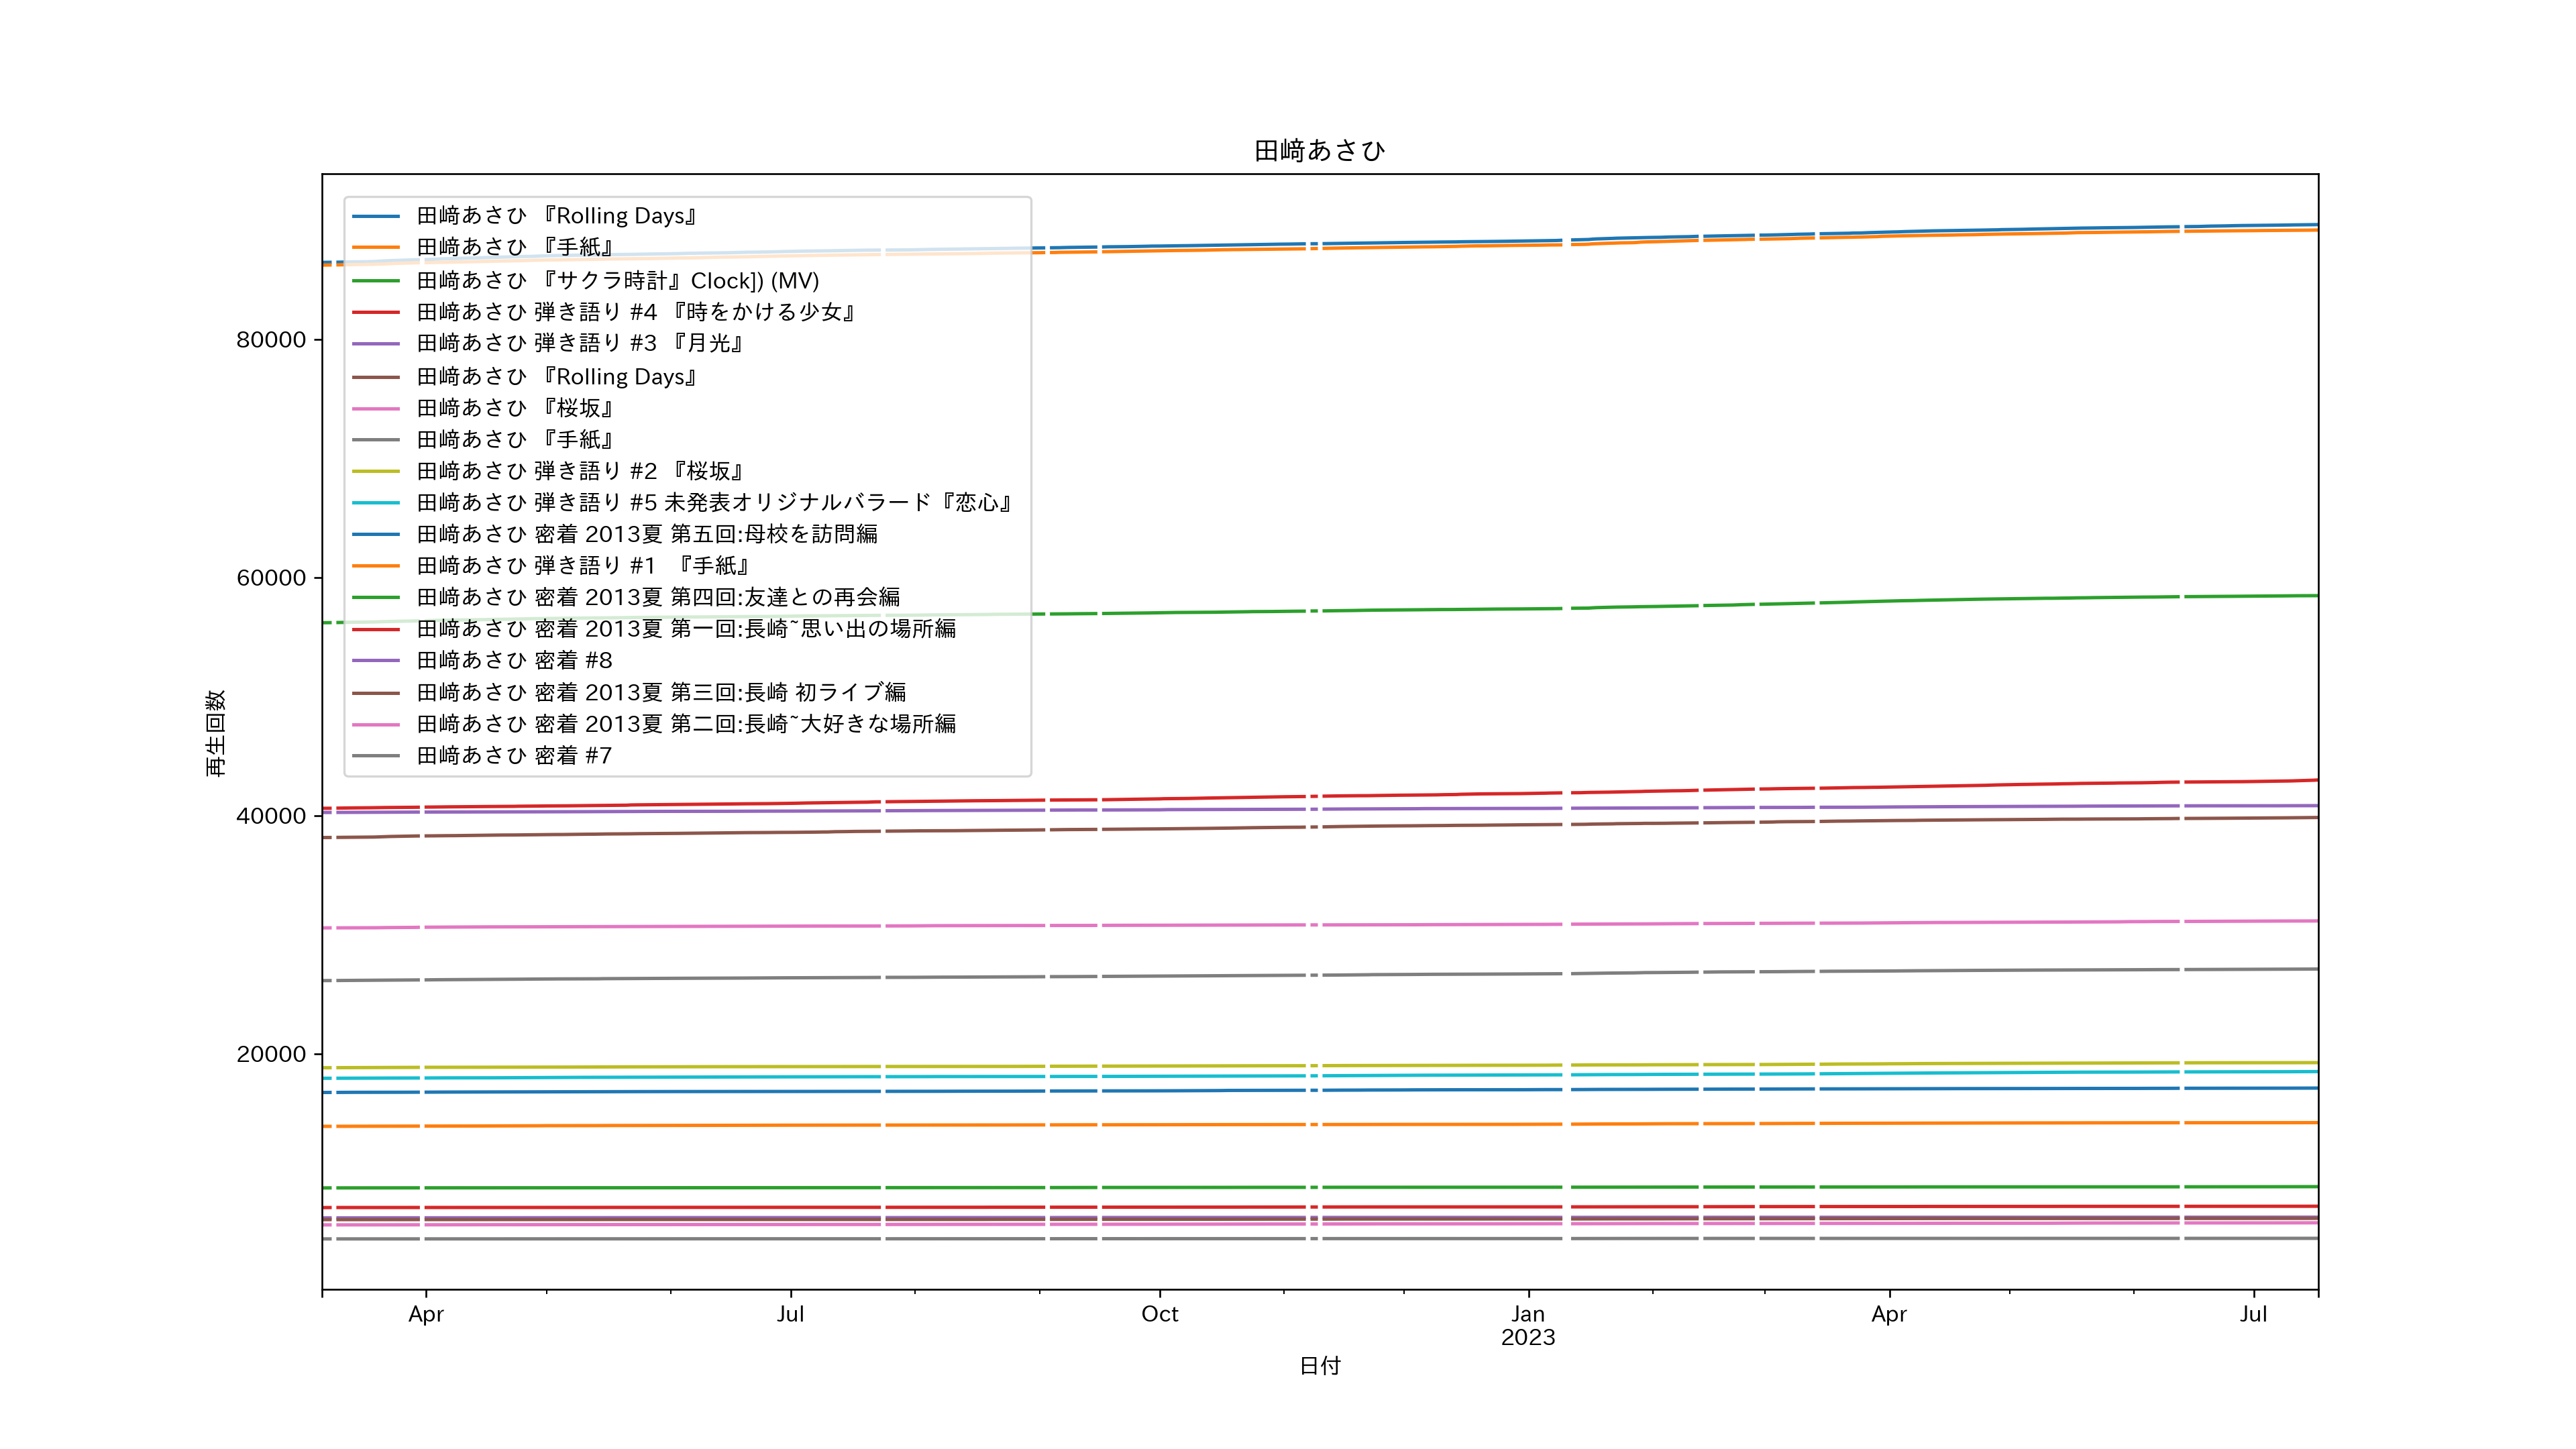 田﨑あさひ
田﨑あさひ 『Rolling Days』
田﨑あさひ 『手紙』
田﨑あさひ 『サクラ時計』Clock]) (MV)
田﨑あさひ 弾き語り #4 『時をかける少女』
田﨑あさひ 弾き語り #3 『月光』
田﨑あさひ 『Rolling Days』
田﨑あさひ 『桜坂』
田﨑あさひ 『手紙』
田﨑あさひ 弾き語り #2 『桜坂』
田﨑あさひ 弾き語り #5 未発表オリジナルバラード『恋心』
田﨑あさひ 密着 2013夏 第五回:母校を訪問編
田﨑あさひ 弾き語り #1 『手紙』
田﨑あさひ 密着 2013夏 第四回:友達との再会編
田﨑あさひ 密着 2013夏 第一回:長崎~思い出の場所編
田﨑あさひ 密着 #8
田﨑あさひ 密着 2013夏 第三回:長崎 初ライブ編
田﨑あさひ 密着 2013夏 第二回:長崎~大好きな場所編
田﨑あさひ 密着 #7
80000
60000
40000
20000
再生回数
Apr
Jul
Oct
Jan
2023
Apr
Jul
日付